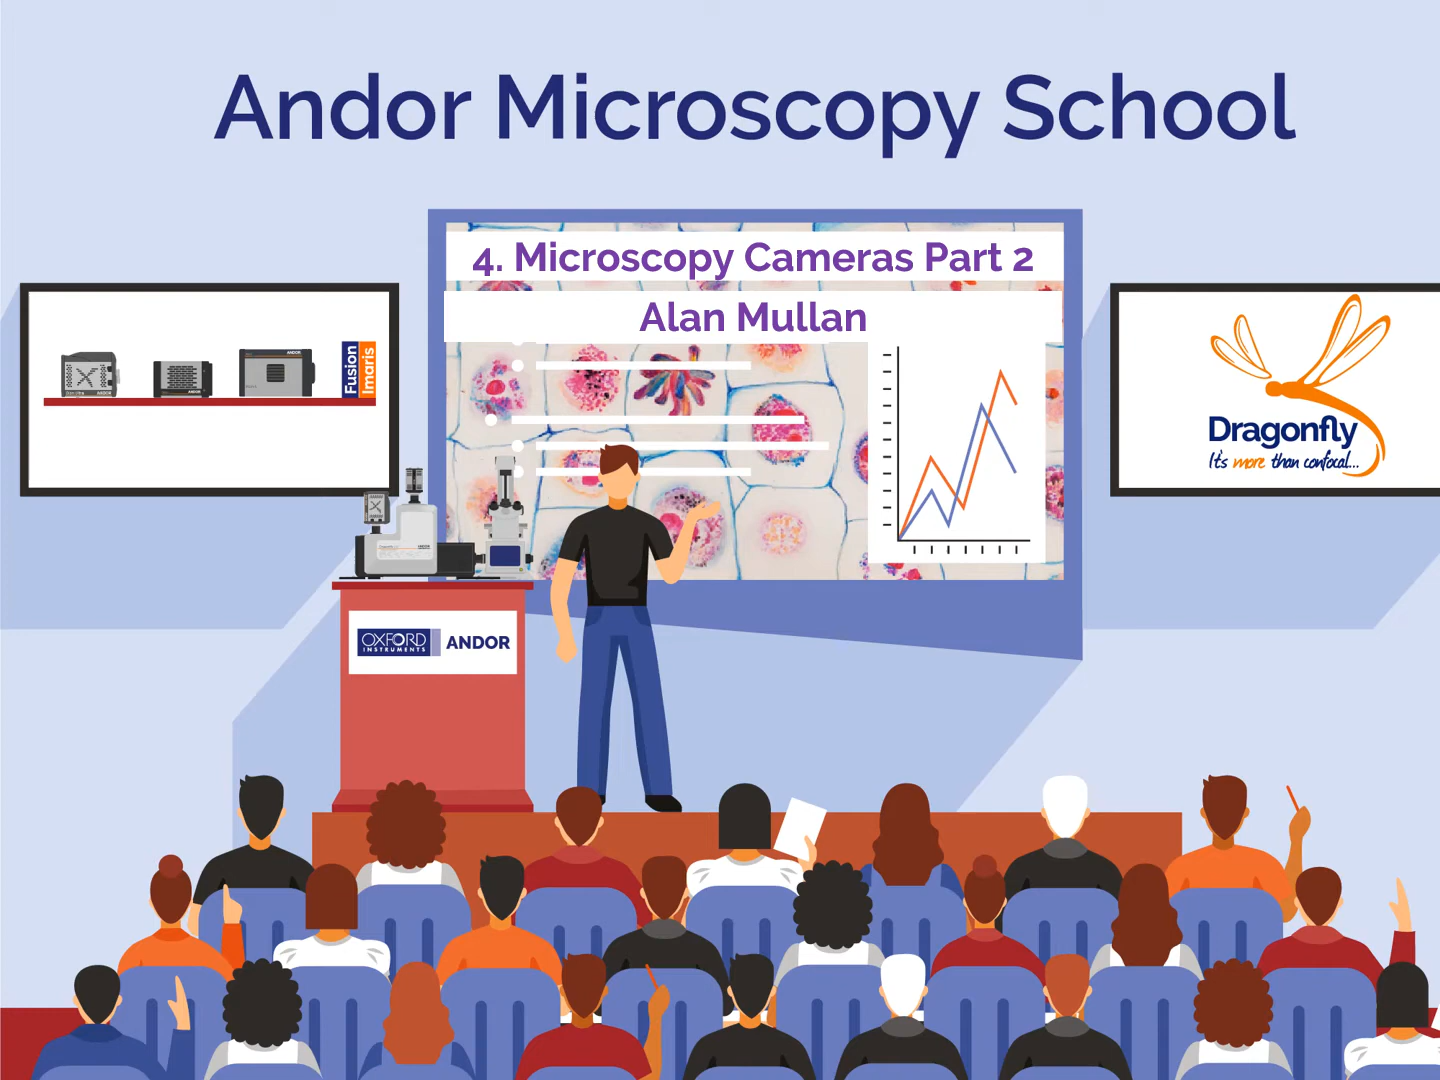 Andor Microscopy School
4. Microscopy Cameras Part 2
Alan Mullan
Fusion
Imaris
ANDOR
Dragonfly
It's more than confocal...
OXFORD
INSTRUMENTS
ANDOR